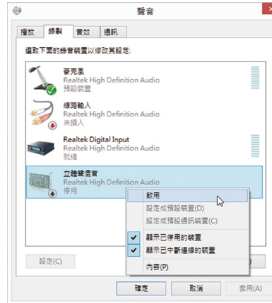 聲音
播放 錄製 音效 通訊
選取下面的錄音裝置以修改其設定:
麥克風
Realtek High Definition Audio
預設裝置
線路輸入
Realtek High Definition Audio
未插入
Realtek Digital Input
Realtek High Definition Audio
就緒
立體聲混音
Realtek High Definition Audio
停用
啟用
設定成預設裝置(D)
設定成預設通訊裝置(C)
顯示已停用的裝置
顯示已中斷連線的裝置
內容(P)
設定(C)
確定 取消 套用(A)